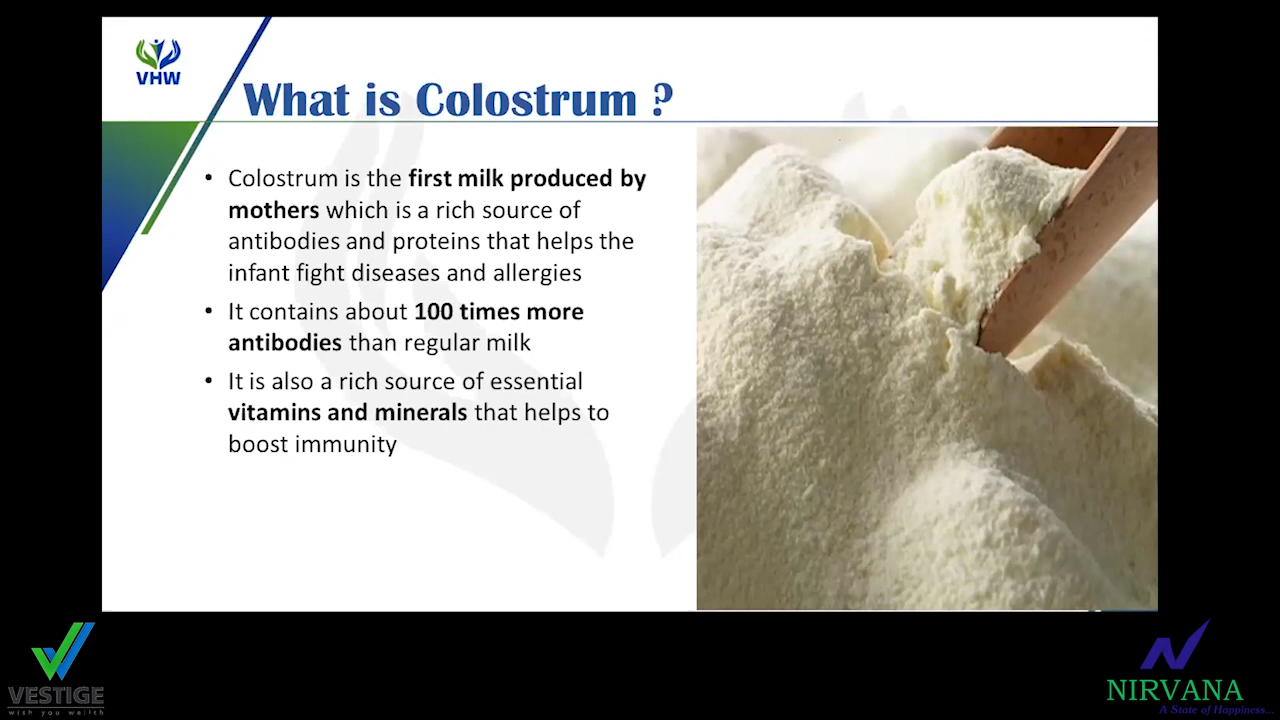 VHW
What is Colostrum ?
• Colostrum is the first milk produced by
mothers which is a rich source of
antibodies and proteins that helps the
infant fight diseases and allergies
• It contains about 100 times more
antibodies than regular milk
• It is also a rich source of essential
vitamins and minerals that helps to
boost immunity
VESTIGE
wish you wellth
NIRVANA
A State of Happiness...